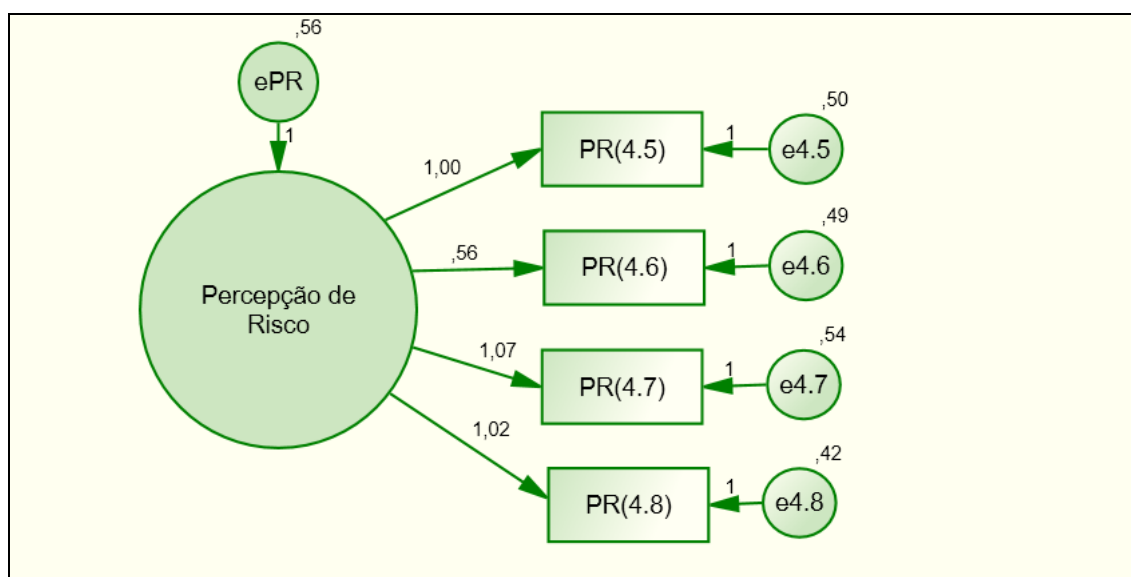 ,56
ePR
1
,50
1,00
PR(4.5)
1
e4.5
,49
,56
PR(4.6)
1
e4.6
Percepção de
Risco
,54
1,07
PR(4.7)
1
e4.7
1,02
,42
PR(4.8)
1
e4.8